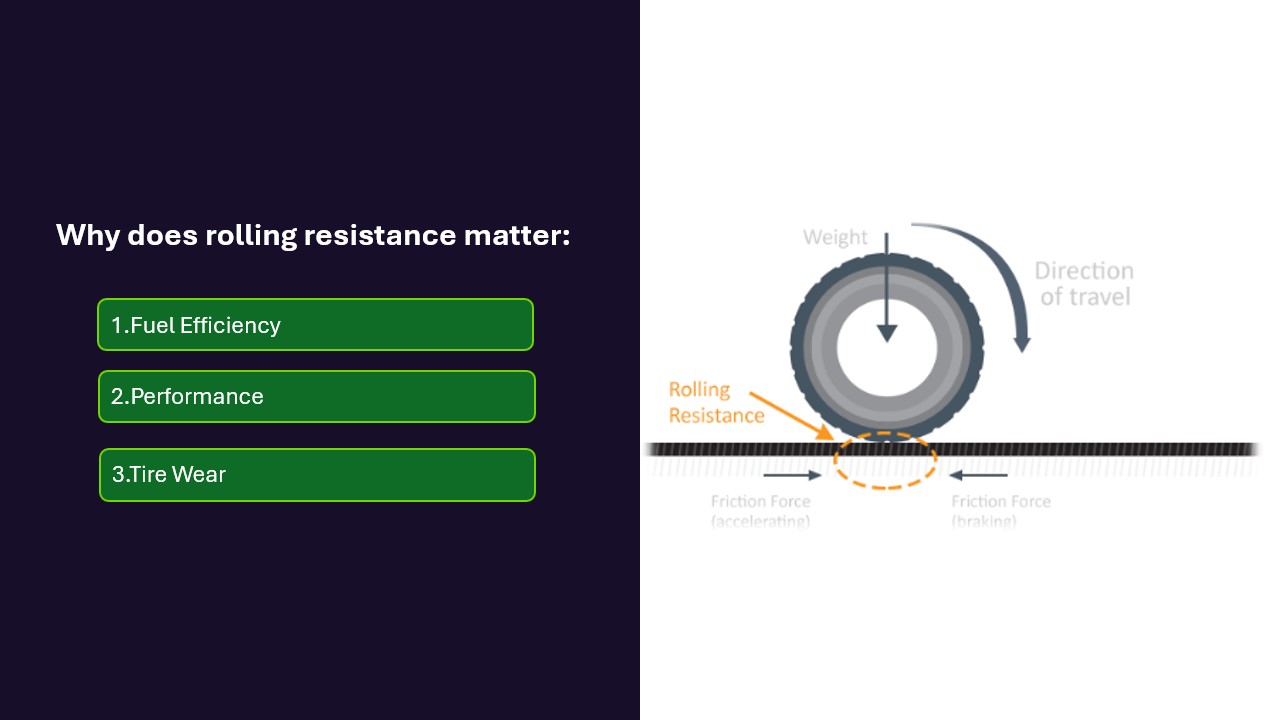 Why does rolling resistance matter:
1.Fuel Efficiency
2.Performance
3.Tire Wear
Weight
Direction
of travel
Rolling
Resistance
Friction Force
(accelerating)
Friction Force
(braking)